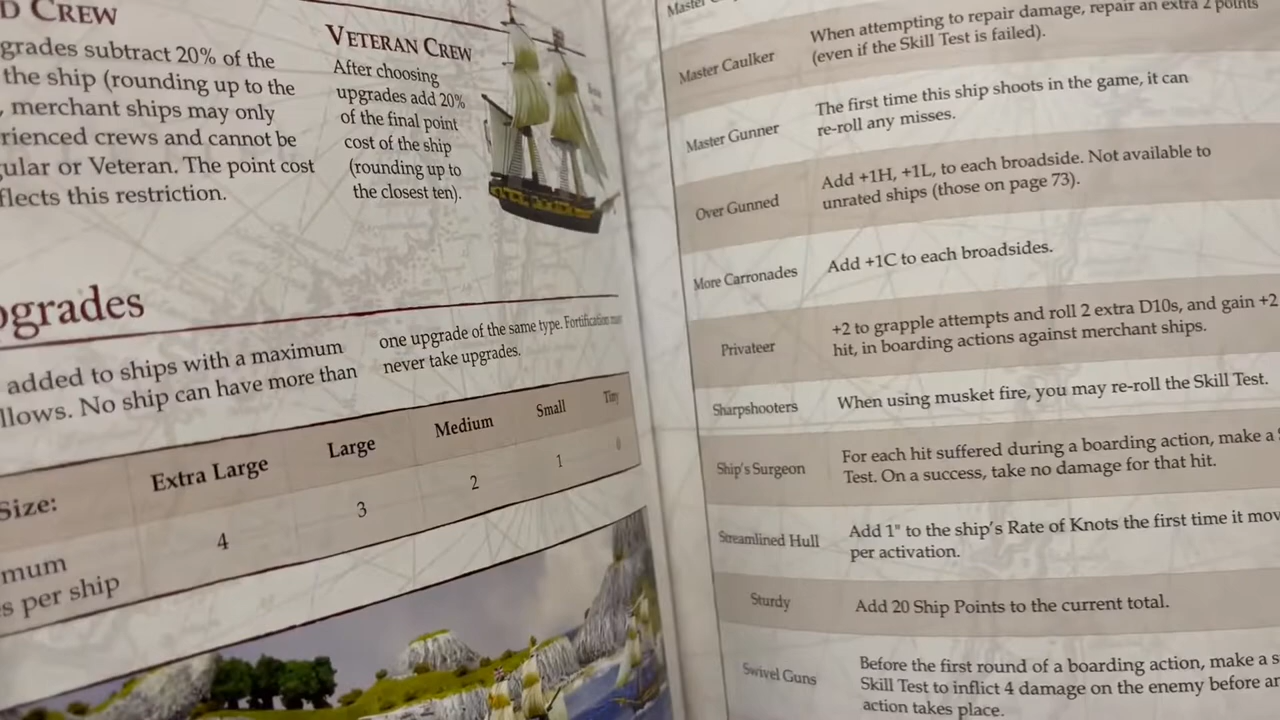 D CREW
grades subtract 20% of the
the ship (rounding up to the
, merchant ships may only
rienced crews and cannot be
ular or Veteran. The point cost
flects this restriction.
VETERAN CREW
After choosing
upgrades add 20%
of the final point
cost of the ship
(rounding up to
the closest ten).
pgrades
added to ships with a maximum
llows. No ship can have more than
one upgrade of the same type. Fortification
never take upgrades.
Size: Extra Large Large Medium Small Tiny
mum
s per ship 4 3 2 1 0
Master
Master Caulker
When attempting to repair damage, repair an extra 2 points
(even if the Skill Test is failed).
Master Gunner
The first time this ship shoots in the game, it can
re-roll any misses.
Over Gunned
Add +1H, +1L, to each broadside. Not available to
unrated ships (those on page 73).
More Carronades
Add +1C to each broadsides.
Privateer
+2 to grapple attempts and roll 2 extra D10s, and gain +2
hit, in boarding actions against merchant ships.
Sharpshooters
When using musket fire, you may re-roll the Skill Test.
Ship's Surgeon
For each hit suffered during a boarding action, make a
Test. On a success, take no damage for that hit.
Streamlined Hull
Add 1" to the ship's Rate of Knots the first time it mov
per activation.
Sturdy
Add 20 Ship Points to the current total.
Swivel Guns
Before the first round of a boarding action, make a s
Skill Test to inflict 4 damage on the enemy before an
action takes place.